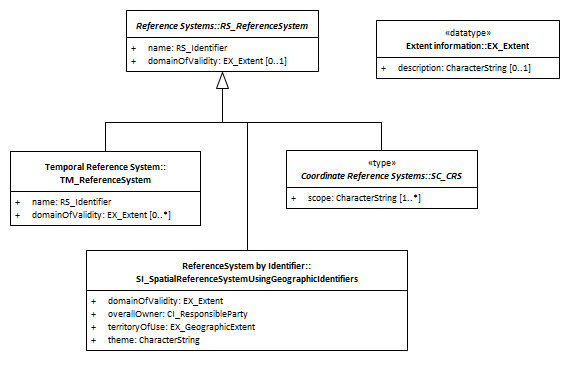 Reference Systems::RS_ReferenceSystem
+ name: RS_Identifier
+ domainOfValidity: EX_Extent [0..1]
«datatype»
Extent information::EX_Extent
+ description: CharacterString [0..1]
Temporal Reference System::
TM_ReferenceSystem
+ name: RS_Identifier
+ domainOfValidity: EX_Extent [0..*]
«type»
Coordinate Reference Systems::SC_CRS
+ scope: CharacterString [1..*]
ReferenceSystem by Identifier::
SI_SpatialReferenceSystemUsingGeographicIdentifiers
+ domainOfValidity: EX_Extent
+ overallOwner: CI_ResponsibleParty
+ territoryOfUse: EX_GeographicExtent
+ theme: CharacterString